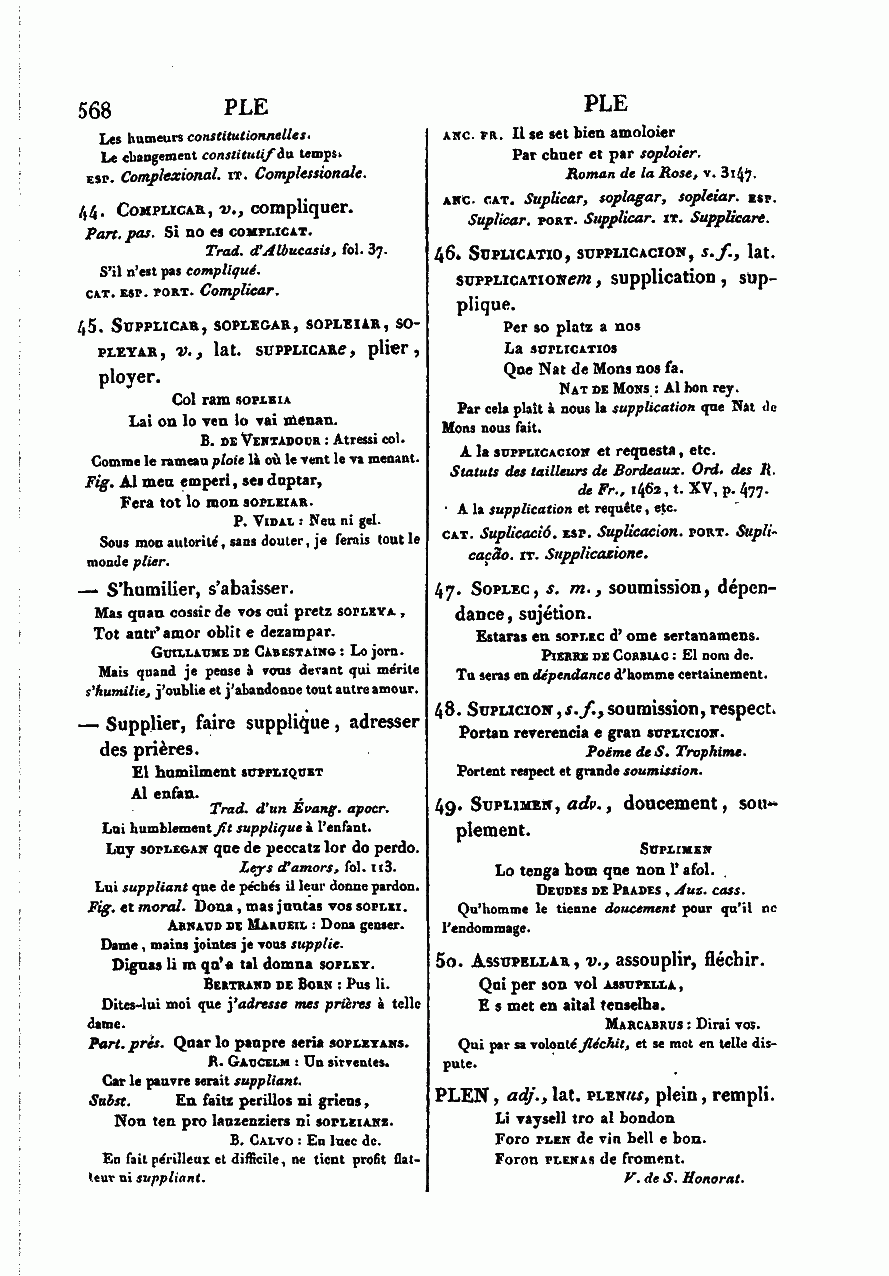 568 PLE
Les humeurs constitutionnelles.
Le changement constitutif du temps.
ESP. Complexional. IT. Complessionale.
44. COMPLICAR, v., compliquer.
Part. pas. Si no es COMPLICAT.
Trad. d'Albucasis, fol. 37.
S'il n'est pas compliqué.
CAT. ESP. PORT. Complicar.
45. SUPPLICAR, SOPLEGAR, SOPLEIAR, SO-
PLEYAR, v., lat. SUPPLICARe, plier,
ployer.
Col ram SOPLEIA
Lai on lo ven lo vai menan.
B. DE VENTADOUR : Atressi col.
Comme le rameau ploie là où le vent le va menant.
Fig. Al meu emperi, ses duptar,
Fera tot lo mon SOPLEIAR.
P. VIDAL : Neu ni gel.
Sous mon autorité, sans douter, je ferais tout le
monde plier.
— S'humilier, s'abaisser.
Mas quan cossir de vos cui pretz SOPLEYA,
Tot autr'amor oblit e dezampar.
GUILLAUME DE CABESTAING : Lo jorn.
Mais quand je pense à vous devant qui mérite
s'humilie, j'oublie et j'abandonne tout autre amour.
— Supplier, faire supplique, adresser
des prières.
El humilment SUPPLIQUET
Al enfan.
Trad. d'un Évang. apocr.
Lui humblement fit supplique à l'enfant.
Luy SOPLEGAN que de peccatz lor do perdo.
Leys d'amors, fol. 113.
Lui suppliant que de péchés il leur donne pardon.
Fig. et moral. Dona, mas juntas vos SOPLEI.
ARNAUD DE MARUEIL : Dona genser.
Dame, mains jointes je vous supplie.
Diguas li m qu'a tal domna SOPLEY.
BERTRAND DE BORN : Pus li.
Dites-lui moi que j'adresse mes prières à telle
dame.
Part. prés. Quar lo paupre seria SOPLEYANS.
R. GAUCELM : Un sirventes.
Car le pauvre serait suppliant.
Subst. En faitz perillos ni griens,
Non ten pro lauzenziers ni SOPLEIANZ.
B. CALVO : En luec de.
En fait périlleux et difficile, ne tient profit flat-
teur ni suppliant.
PLE
ANC. FR. Il se set bien amoloier
Par chuer et par soploier.
Roman de la Rose, v. 3147.
ANC. CAT. Suplicar, soplagar, sopleiar. ESP.
Suplicar. PORT. Supplicar. IT. Supplicare.
46. SUPLICATIO, SUPPLICACION, s. f., lat.
SUPPLICATIONem, supplication, sup-
plique.
Per so platz a nos
La SUPLICATIOS
Que Nat de Mons nos fa.
NAT DE MONS : Al bon rey.
Par cela plaît à nous la supplication que Nat de
Mons nous fait.
A la SUPPLICACION et requesta, etc.
Statuts des tailleurs de Bordeaux. Ord. des R.
de Fr., 1462, t. XV, p. 477.
A la supplication et requête, etc.
CAT. Suplicació. ESP. Suplicacion. PORT. Supli-
cação. IT. Supplicazione.
47. SOPLEC, s. m., soumission, dépen-
dance, sujétion.
Estaras en SOPLEC d'ome sertanamens.
PIERRE DE CORBIAC : El nom de.
Tu seras en dépendance d'homme certainement.
48. SUPLICION, s. f., soumission, respect.
Portan reverencia e gran SUPLICION.
Poëme de S. Trophime.
Portent respect et grande soumission.
49. SUPLIMEN, adv., doucement, sou-
plement.
SUPLIMEN
Lo tenga hom que non l'afol.
DEUDES DE PRADES, Auz. cass.
Qu'homme le tienne doucement pour qu'il ne
l'endommage.
50. ASSUPELLAR, v., assouplir, fléchir.
Qui per son vol ASSUPELLA,
E s met en aital tenselha.
MARCABRUS : Dirai vos.
Qui par sa volonté fléchit, et se met en telle dis-
pute.
PLEN, adj., lat. PLENus, plein, rempli.
Li vaysell tro al bondon
Foro PLEN de vin bell e bon.
Foron PLENAS de froment.
V. de S. Honorat.